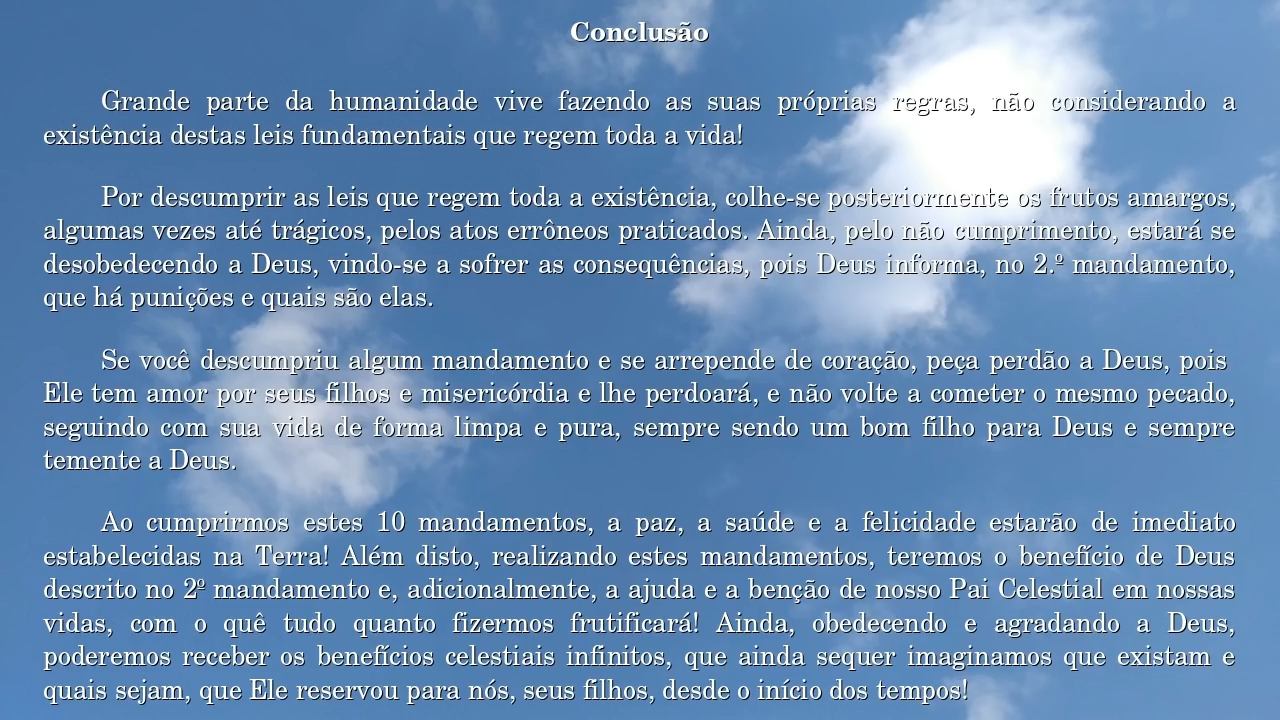 Conclusão
Grande parte da humanidade vive fazendo as suas próprias regras, não considerando a
existência destas leis fundamentais que regem toda a vida!
Por descumprir as leis que regem toda a existência, colhe-se posteriormente os frutos amargos,
algumas vezes até trágicos, pelos atos errôneos praticados. Ainda, pelo não cumprimento, estará se
desobedecendo a Deus, vindo-se a sofrer as consequências, pois Deus informa, no 2.º mandamento,
que há punições e quais são elas.
Se você descumpriu algum mandamento e se arrepende de coração, peça perdão a Deus, pois
Ele tem amor por seus filhos e misericórdia e lhe perdoará, e não volte a cometer o mesmo pecado,
seguindo com sua vida de forma limpa e pura, sempre sendo um bom filho para Deus e sempre
temente a Deus.
Ao cumprirmos estes 10 mandamentos, a paz, a saúde e a felicidade estarão de imediato
estabelecidas na Terra! Além disto, realizando estes mandamentos, teremos o benefício de Deus
descrito no 2º mandamento e, adicionalmente, a ajuda e a benção de nosso Pai Celestial em nossas
vidas, com o quê tudo quanto fizermos frutificará! Ainda, obedecendo e agradando a Deus,
poderemos receber os benefícios celestiais infinitos, que ainda sequer imaginamos que existam e
quais sejam, que Ele reservou para nós, seus filhos, desde o início dos tempos!